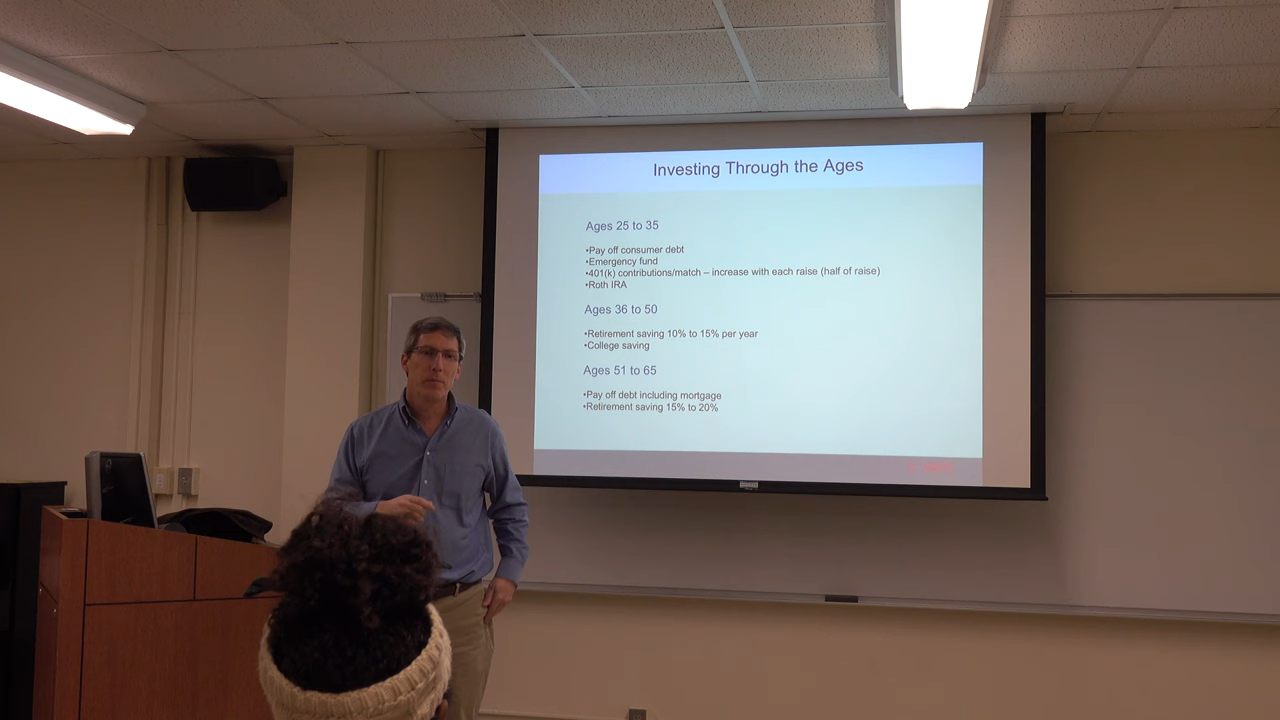 Investing Through the Ages
Ages 25 to 35
•Pay off consumer debt
•Emergency fund
•401(k) contributions/match – increase with each raise (half of raise)
•Roth IRA
Ages 36 to 50
•Retirement saving 10% to 15% per year
•College saving
Ages 51 to 65
•Pay off debt including mortgage
•Retirement saving 15% to 20%